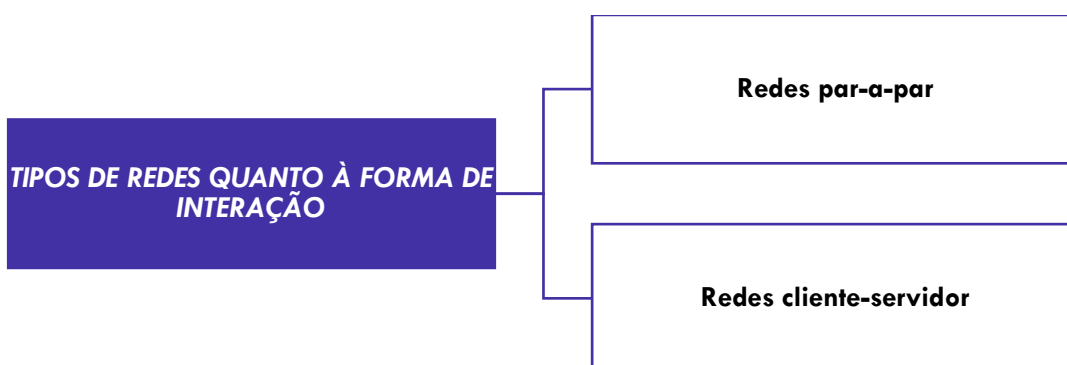 TIPOS DE REDES QUANTO À FORMA DE
INTERAÇÃO
Redes par-a-par
Redes cliente-servidor